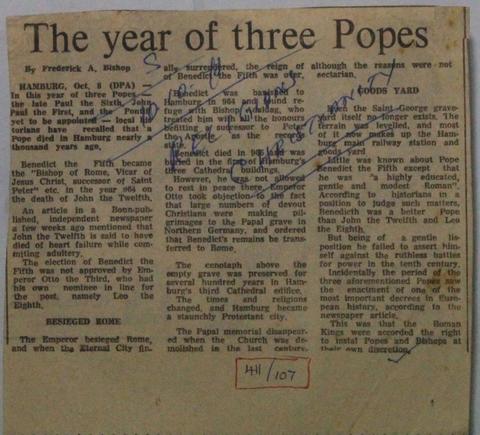 The year of three Popes
By Frederick A. Bishop
HAMBURG, Oct, 8 (DPA)
In this year of three Popes
the late Paul the Sixth, John
Paul the First, and
yet to be appointed — local
torians have recalled that a
Pope died in Hamburg nearly a
thousand years ago,
Benedict the Fifth became
the "Bishop of Rome, Vicar
of Jesus Christ, successor of Saint
Peter" etc. in the year 964 on
the death of John the Twelfth.
An article in a Bonn-pub-
lished, independent newspaper
a few weeks ago mentioned that
John the Twelfth is said to have
died of heart failure while com-
mitting adultery.
The election of Benedict the
Fifth was not approved by Em-
peror Otto the Third, who had
his own nominee in line for
the post, namely Leo the
Eighth.
BESIEGED ROME
The Emperor besieged Rome,
and when the Eternal City fin-
ally surrendered, the reign of
of Benedict the Fifth was over,
Benedict was banished to
Hamburg in 964 and found re-
fuge with Bishop Adaldag, who
treated him with the honours
befitting a successor to Peter
the Apostle, as the records
state.
Benedict died in 965 and was
buried in the first of Hamburg's
three Cathedral buildings.
However, he was not allowed
to rest in peace there. Emperor
Otto took objection to the fact
that large numbers of devout
Christians were making pil-
grimages to the Papal grave in
Northern Germany, and ordered
that Benedict's remains be trans-
ferred to Rome.
The cenotaph above the
empty grave was preserved for
several hundred years in Ham-
burg's third Cathedral edifice.
The times and religions
changed, and Hamburg became
a staunchly Protestant city.
The Papal memorial disappear-
ed when the Church was de-
molished in the last century,
although the reasons were not
sectarian.
GOODS YARD
When the Saint George grave-
yard itself no longer exists. The
terrain was levelled, and most
of it now makes up the Ham-
burg main railway station and
goods yard.
Little was known about Pope
Benedict the Fifth except that
he was "a highly educated,
gentle and modest Roman".
According to historians in a
position to judge such matters,
Benedicth was a better Pope
than John the Twelfth and Leo
the Eighth.
But being of a gentle dis-
position he failed to assert him-
self against the ruthless battles
for power in the tenth century.
Incidentally the period of the
three aforementioned Popes saw
the enactment of one of the
most important decrees in Euro-
pean history, according to the
newspaper article.
This was that the Roman
Kings were accorded the right
to instal Popes and Bishops at
their own discretion.
411/107